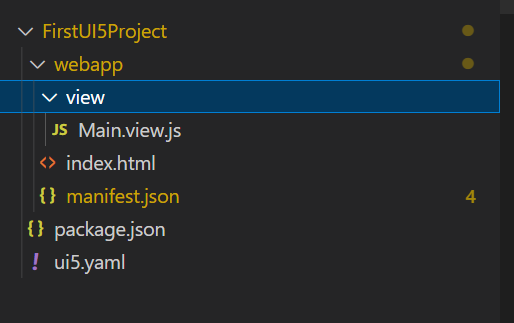 FirstUI5Project
webapp
view
JS Main.view.js
<> index.html
{} manifest.json 4
{} package.json
! ui5.yaml